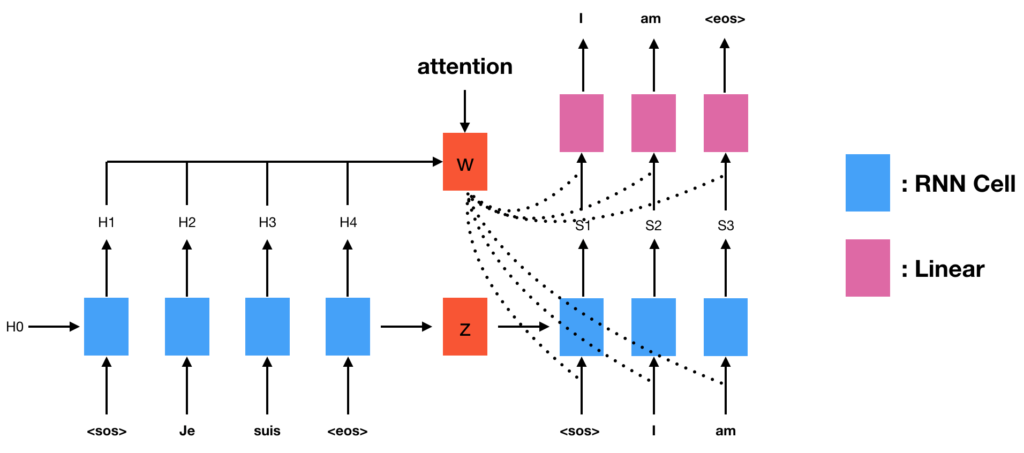 I am <eos>
attention
w
: RNN Cell
H1 H2 H3 H4
S1 S2 S3
: Linear
H0
z
<sos> Je suis <eos>
<sos> I am